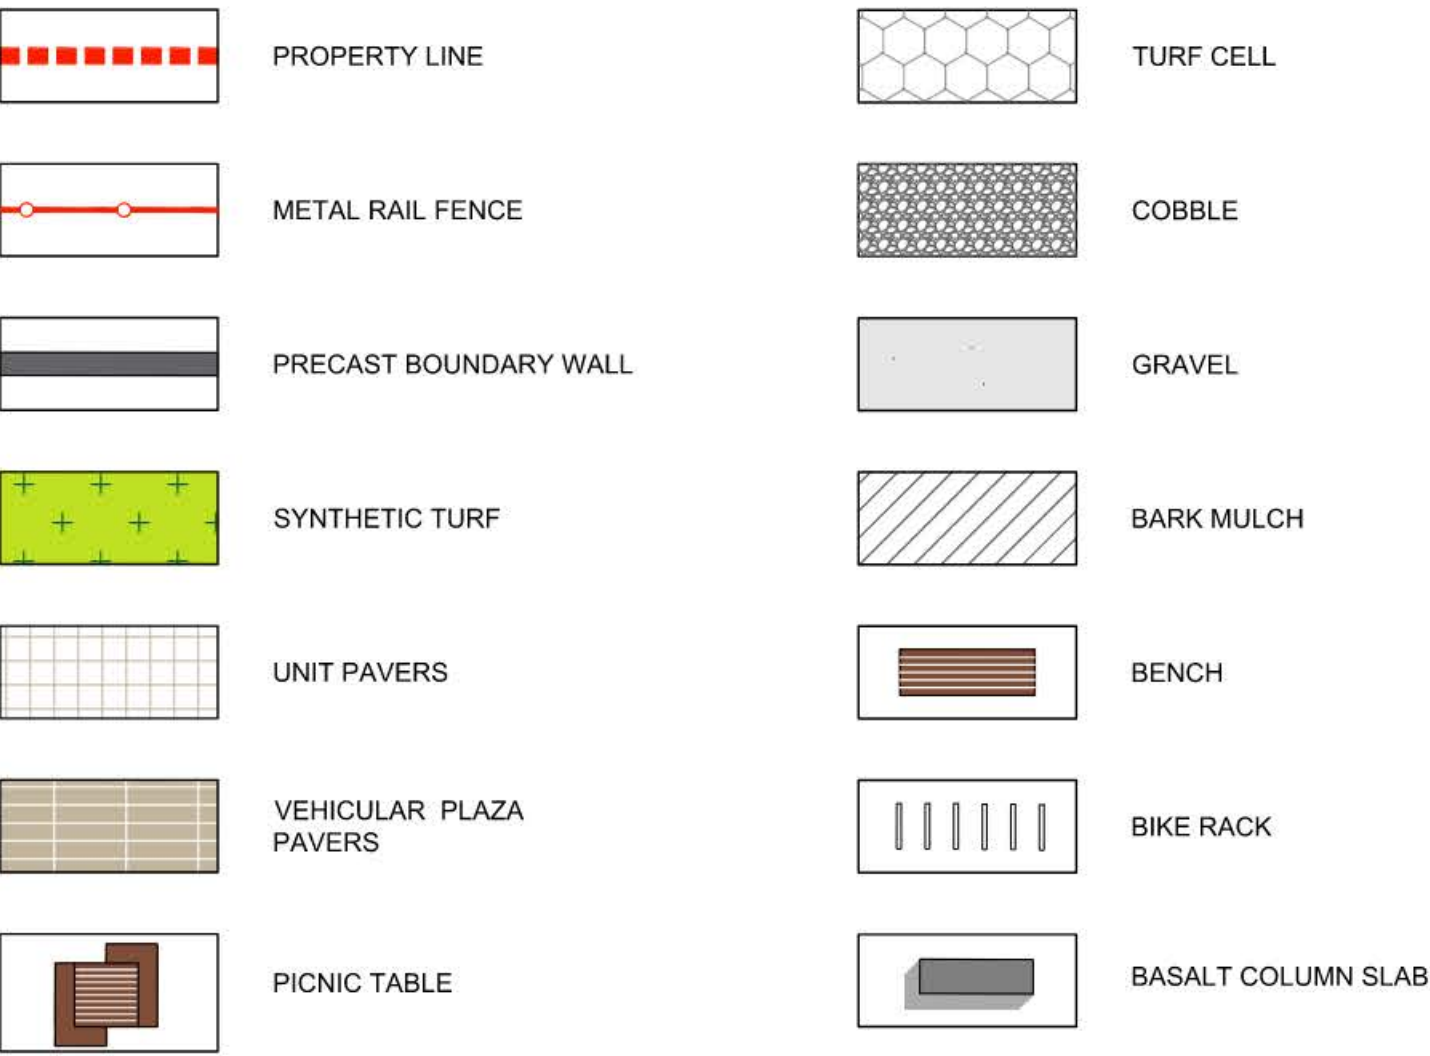 PROPERTY LINE
METAL RAIL FENCE
PRECAST BOUNDARY WALL
SYNTHETIC TURF
UNIT PAVERS
VEHICULAR PLAZA
PAVERS
PICNIC TABLE
TURF CELL
COBBLE
GRAVEL
BARK MULCH
BENCH
BIKE RACK
BASALT COLUMN SLAB